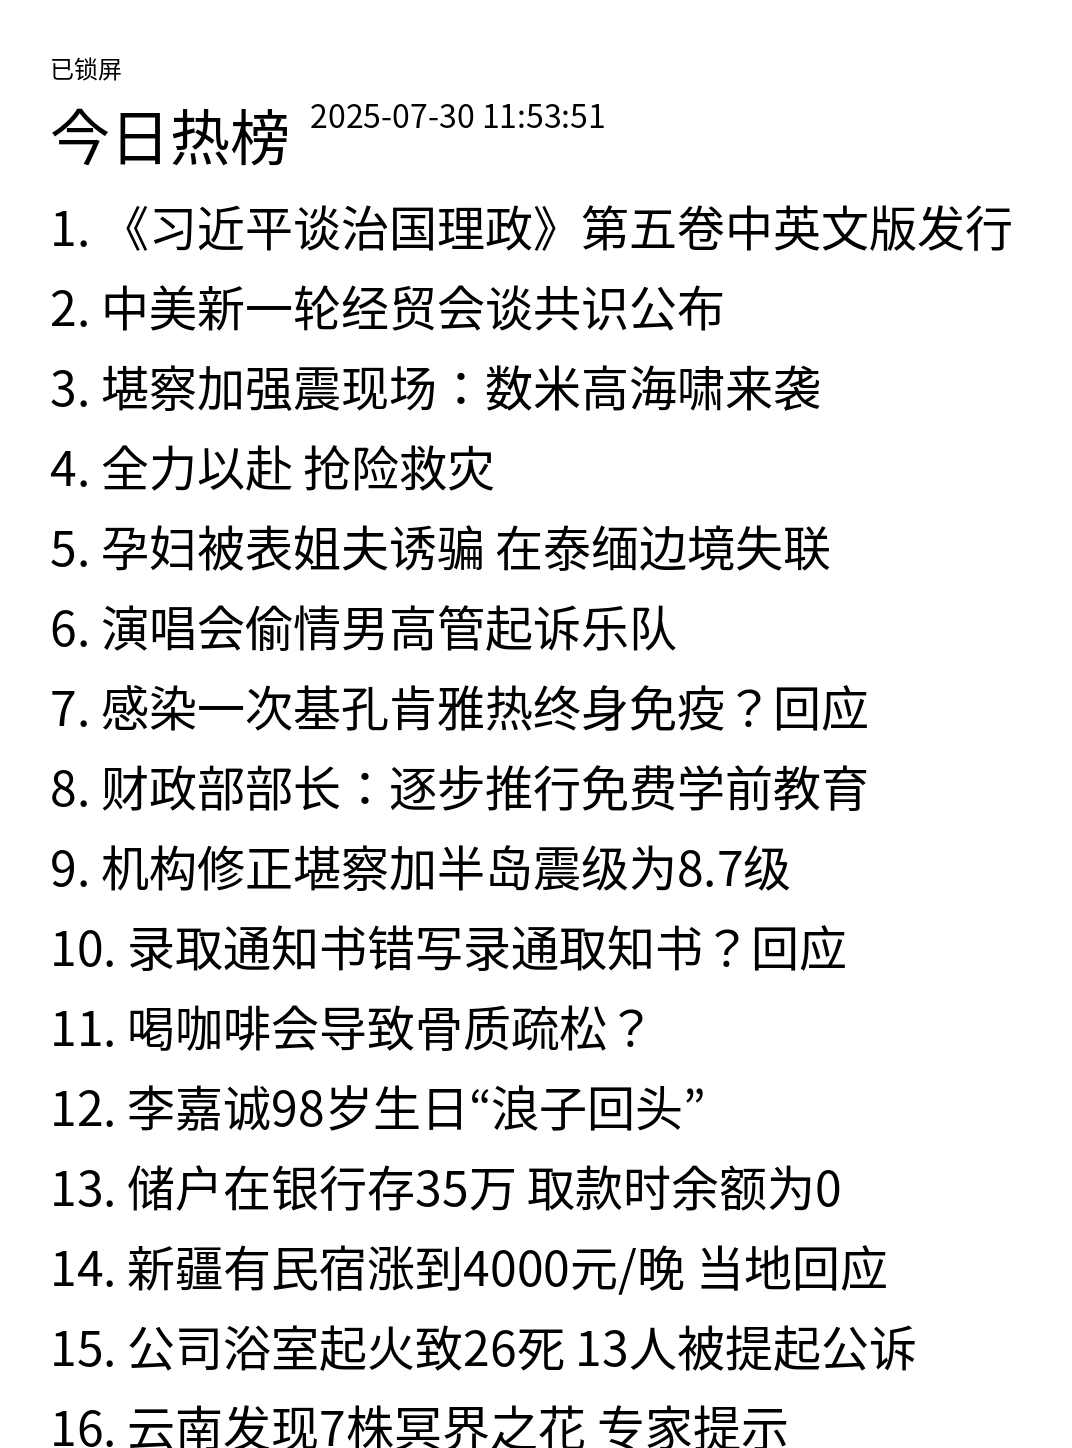 已锁屏
今日热榜 2025-07-30 11:53:51
1. 《习近平谈治国理政》第五卷中英文版发行
2. 中美新一轮经贸会谈共识公布
3. 堪察加强震现场：数米高海啸来袭
4. 全力以赴 抢险救灾
5. 孕妇被表姐夫诱骗 在泰缅边境失联
6. 演唱会偷情男高管起诉乐队
7. 感染一次基孔肯雅热终身免疫？回应
8. 财政部部长：逐步推行免费学前教育
9. 机构修正堪察加半岛震级为8.7级
10. 录取通知书错写录通取知书？回应
11. 喝咖啡会导致骨质疏松？
12. 李嘉诚98岁生日“浪子回头”
13. 储户在银行存35万 取款时余额为0
14. 新疆有民宿涨到4000元/晚 当地回应
15. 公司浴室起火致26死 13人被提起公诉
16. 云南发现7株冥界之花 专家提示